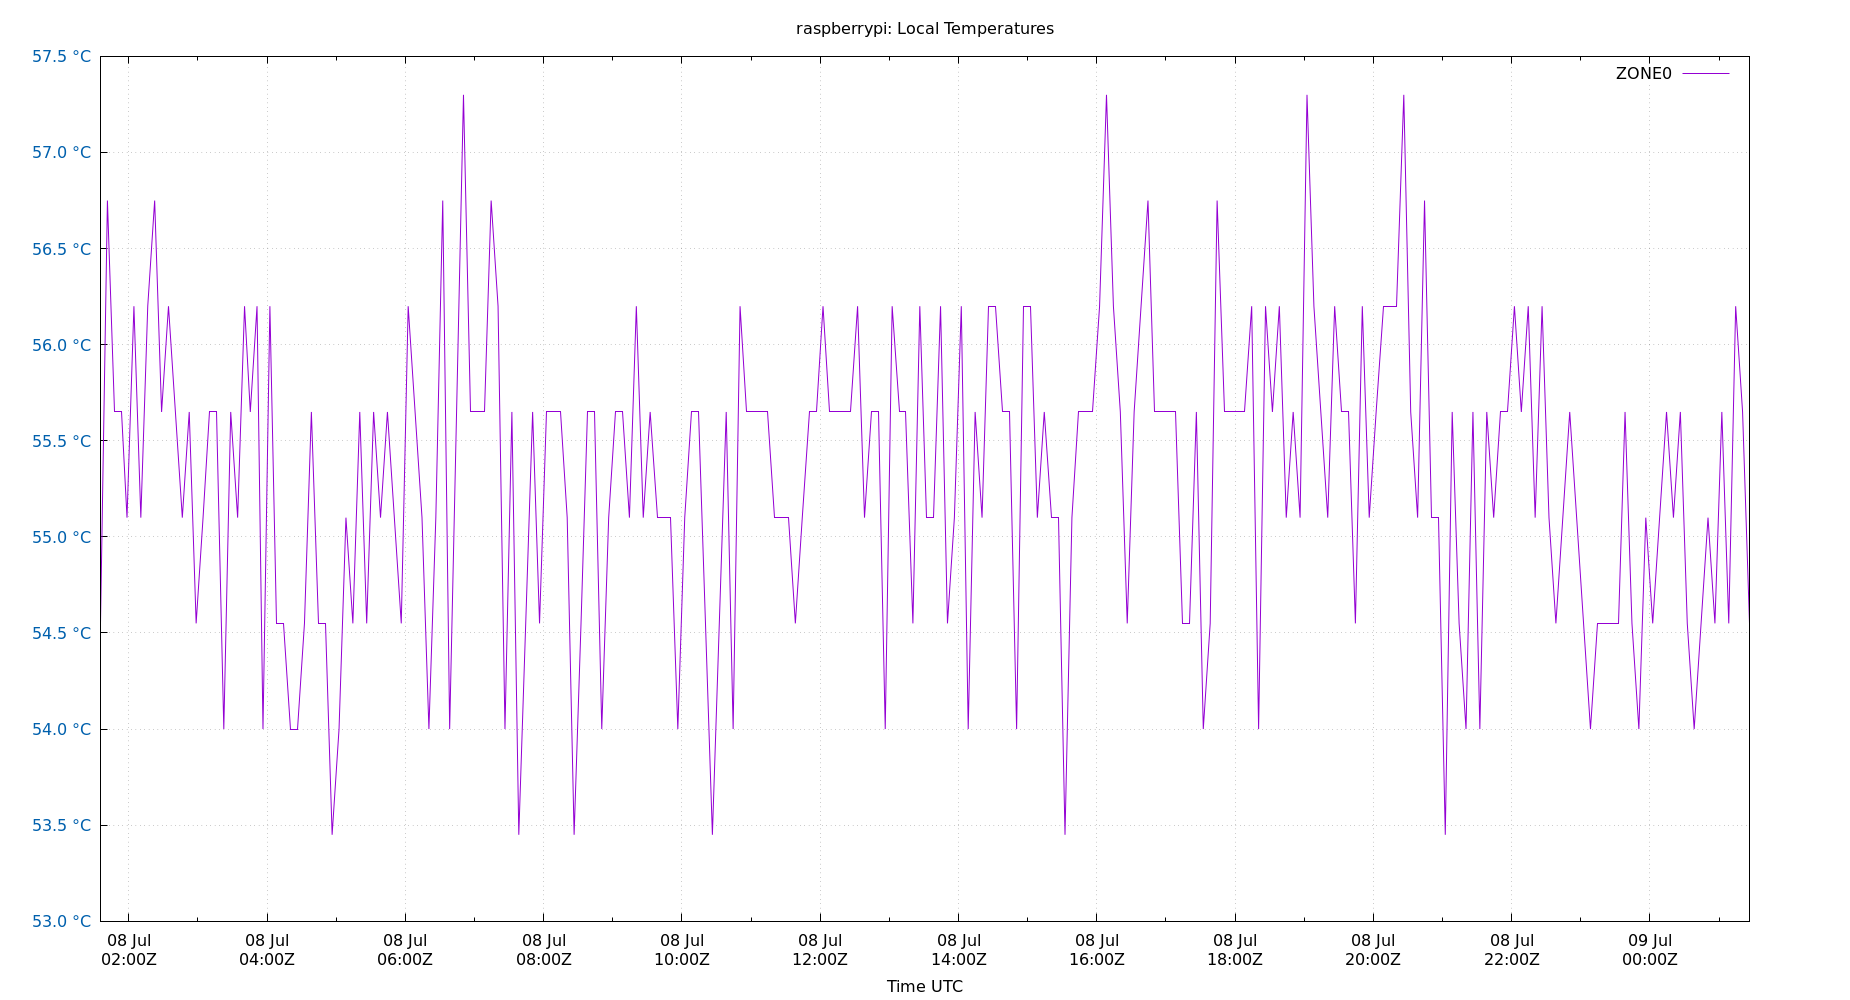 raspberrypi: Local Temperatures
57.5 °C
ZONE0
57.0 °C
56.5 °C
56.0 °C
55.5 °C
55.0 °C
54.5 °C
54.0 °C
53.5 °C
53.0 °C
08 Jul 08 Jul 08 Jul 08 Jul 08 Jul 08 Jul 08 Jul 08 Jul 08 Jul 08 Jul 08 Jul 09 Jul
02:00Z 04:00Z 06:00Z 08:00Z 10:00Z 12:00Z 14:00Z 16:00Z 18:00Z 20:00Z 22:00Z 00:00Z
Time UTC